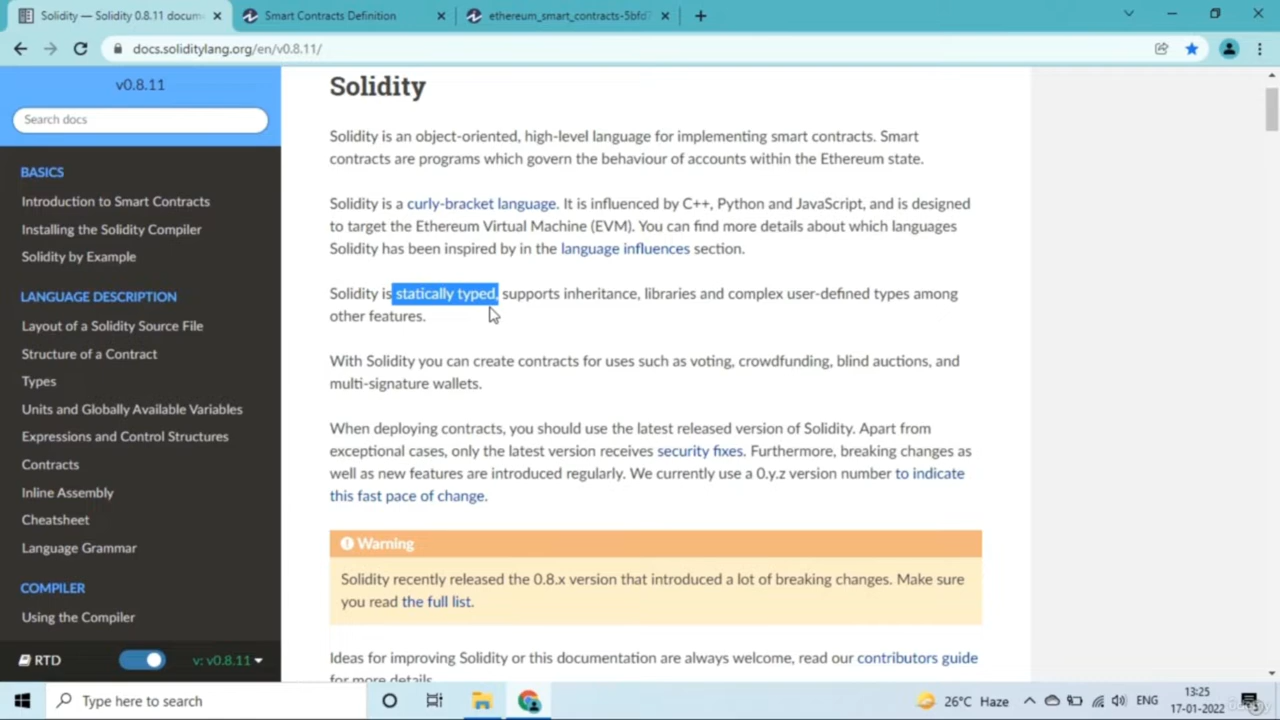 Solidity — Solidity 0.8.11 docum
Smart Contracts Definition
ethereum_smart_contracts-5bfd7
docs.soliditylang.org/en/v0.8.11/
v0.8.11
Search docs
BASICS
Introduction to Smart Contracts
Installing the Solidity Compiler
Solidity by Example
LANGUAGE DESCRIPTION
Layout of a Solidity Source File
Structure of a Contract
Types
Units and Globally Available Variables
Expressions and Control Structures
Contracts
Inline Assembly
Cheatsheet
Language Grammar
COMPILER
Using the Compiler
RTD
v: v0.8.11
Solidity
Solidity is an object-oriented, high-level language for implementing smart contracts. Smart
contracts are programs which govern the behaviour of accounts within the Ethereum state.
Solidity is a curly-bracket language. It is influenced by C++, Python and JavaScript, and is designed
to target the Ethereum Virtual Machine (EVM). You can find more details about which languages
Solidity has been inspired by in the language influences section.
Solidity is statically typed, supports inheritance, libraries and complex user-defined types among
other features.
With Solidity you can create contracts for uses such as voting, crowdfunding, blind auctions, and
multi-signature wallets.
When deploying contracts, you should use the latest released version of Solidity. Apart from
exceptional cases, only the latest version receives security fixes. Furthermore, breaking changes as
well as new features are introduced regularly. We currently use a 0.y.z version number to indicate
this fast pace of change.
Warning
Solidity recently released the 0.8.x version that introduced a lot of breaking changes. Make sure
you read the full list.
Ideas for improving Solidity or this documentation are always welcome, read our contributors guide
for more details.
Type here to search
26°C Haze
ENG
13:25
17-01-2022